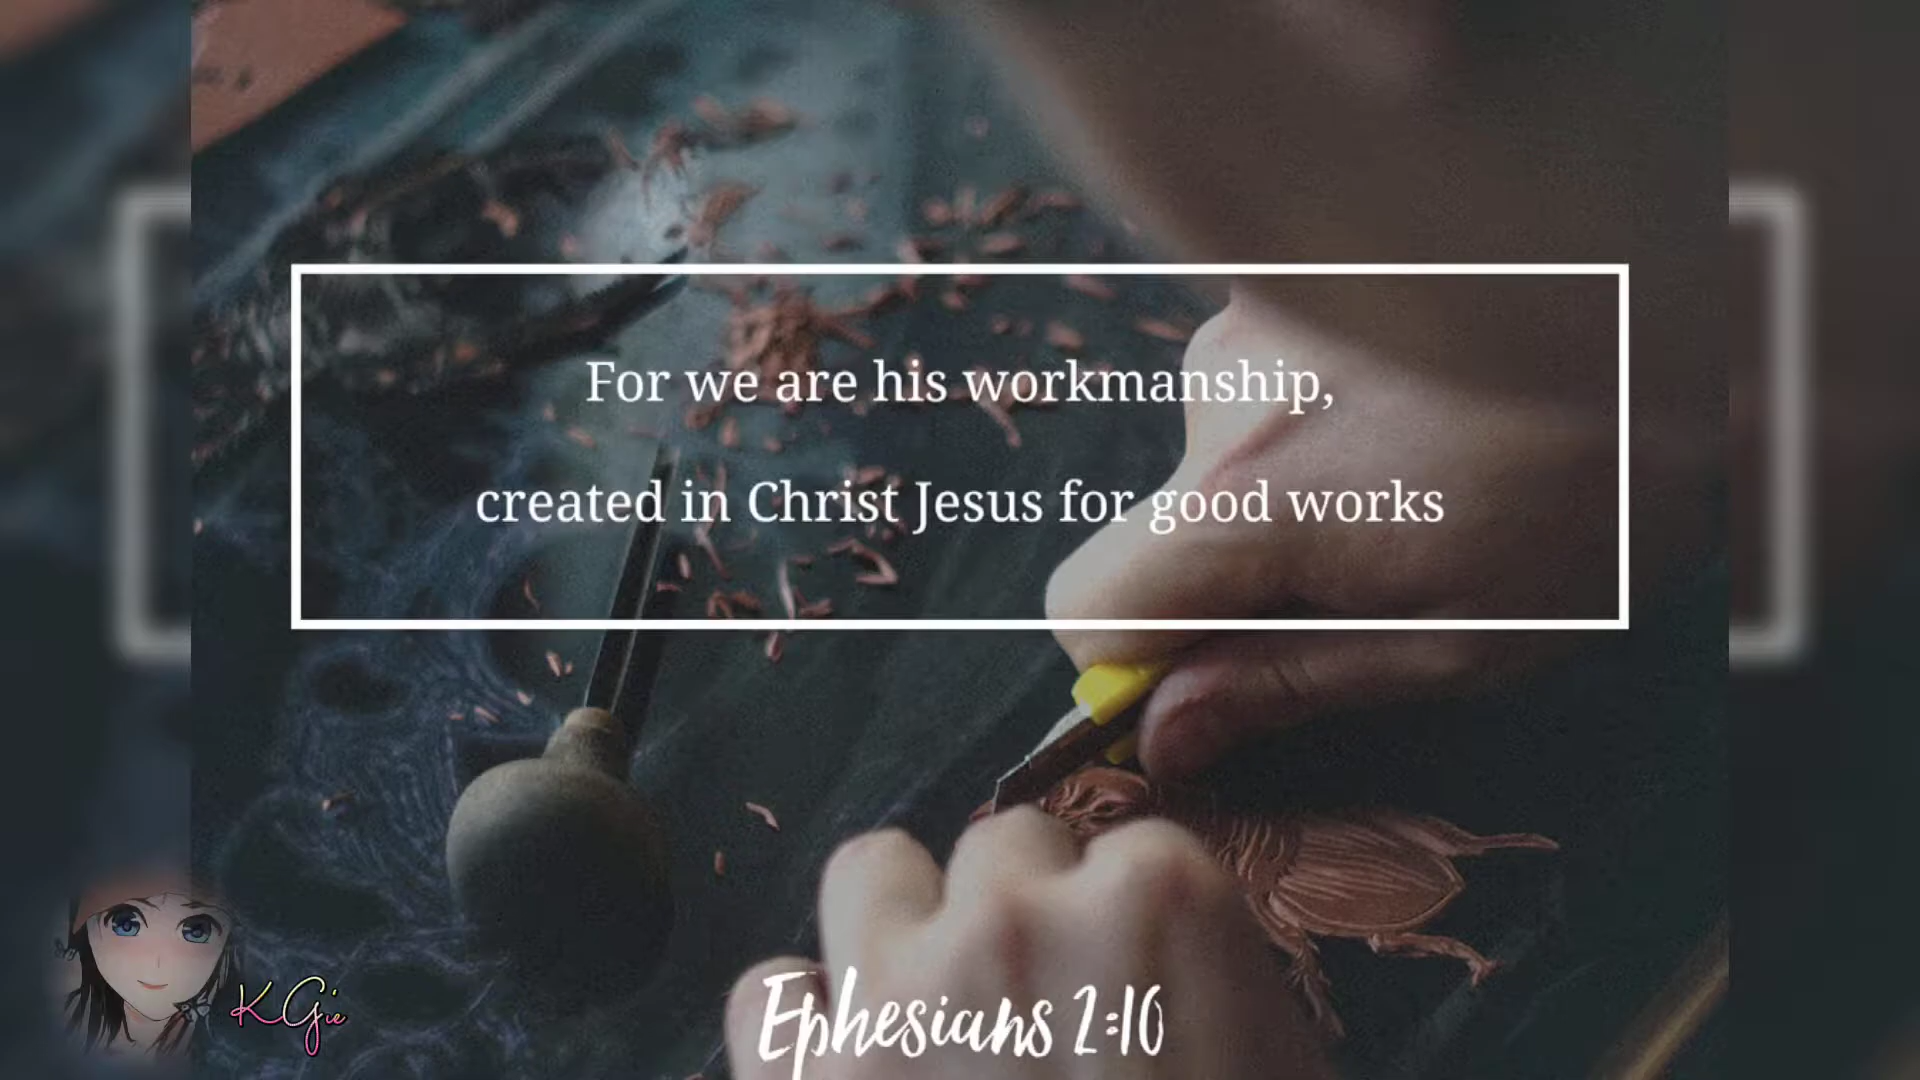 For we are his workmanship,
created in Christ Jesus for good works
Ephesians 2:10
KGie